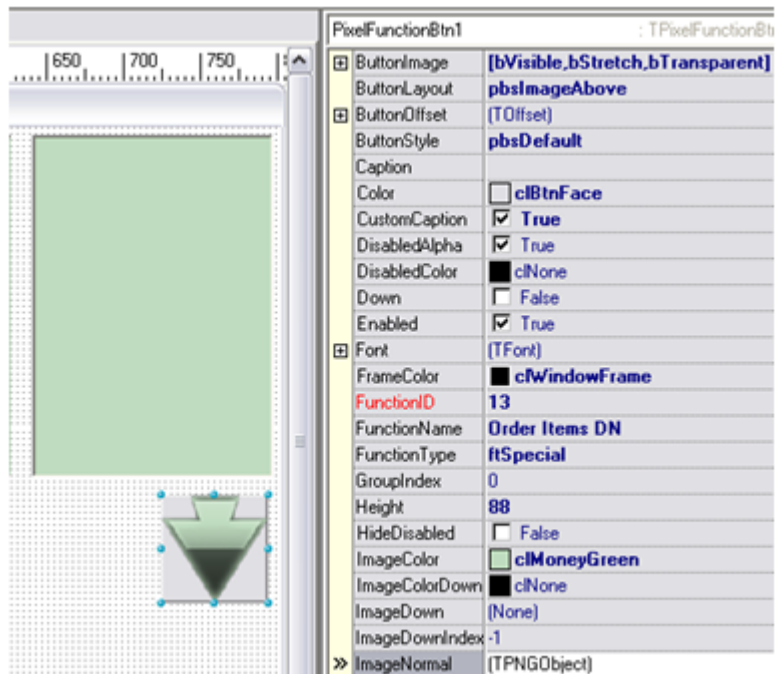 PixelFunctionBtn1 : TPixelFunctionBt
650 700 750
ButtonImage [bVisible,bStretch,bTransparent]
ButtonLayout pbsImageAbove
ButtonOffset (TOffset)
ButtonStyle pbsDefault
Caption
Color clBtnFace
CustomCaption True
DisabledAlpha True
DisabledColor clNone
Down False
Enabled True
Font (TFont)
FrameColor clWindowFrame
FunctionID 13
FunctionName Order Items DN
FunctionType ftSpecial
GroupIndex 0
Height 88
HideDisabled False
ImageColor clMoneyGreen
ImageColorDown clNone
ImageDown (None)
ImageDownIndex -1
ImageNormal (TPNGObject)